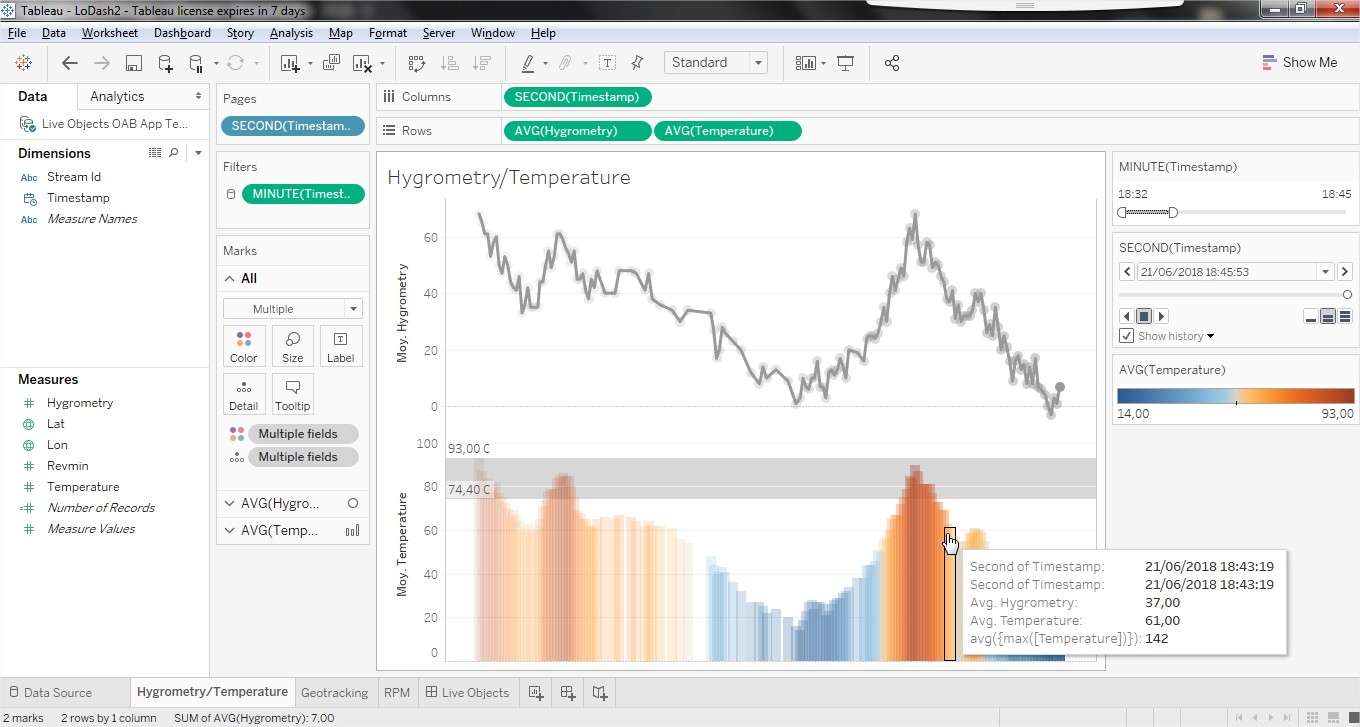 Tableau - LoDash2 - Tableau license expires in 7 days
File Data Worksheet Dashboard Story Analysis Map Format Server Window Help
Standard
Show Me
Data Analytics
Live Objects OAB App Te...
Dimensions
Abc Stream Id
Timestamp
Abc Measure Names
Measures
Hygrometry
Lat
Lon
Revmin
Temperature
Number of Records
Measure Values
Pages
SECOND(Timestam..
Filters
MINUTE(Timest..
Marks
All
Multiple
Color Size Label
Detail Tooltip
Multiple fields
Multiple fields
AVG(Hygro...
AVG(Temp...
Columns SECOND(Timestamp)
Rows AVG(Hygrometry) AVG(Temperature)
Hygrometry/Temperature
Moy. Hygrometry
60
40
20
0
Moy. Temperature
100
80
60
40
20
0
93,00 C
74,40 C
Second of Timestamp: 21/06/2018 18:43:19
Second of Timestamp: 21/06/2018 18:43:19
Avg. Hygrometry: 37,00
Avg. Temperature: 61,00
avg({max([Temperature])}): 142
MINUTE(Timestamp)
18:32 18:45
SECOND(Timestamp)
21/06/2018 18:45:53
Show history
AVG(Temperature)
14,00 93,00
Data Source Hygrometry/Temperature Geotracking RPM Live Objects
2 marks 2 rows by 1 column SUM of AVG(Hygrometry): 7,00